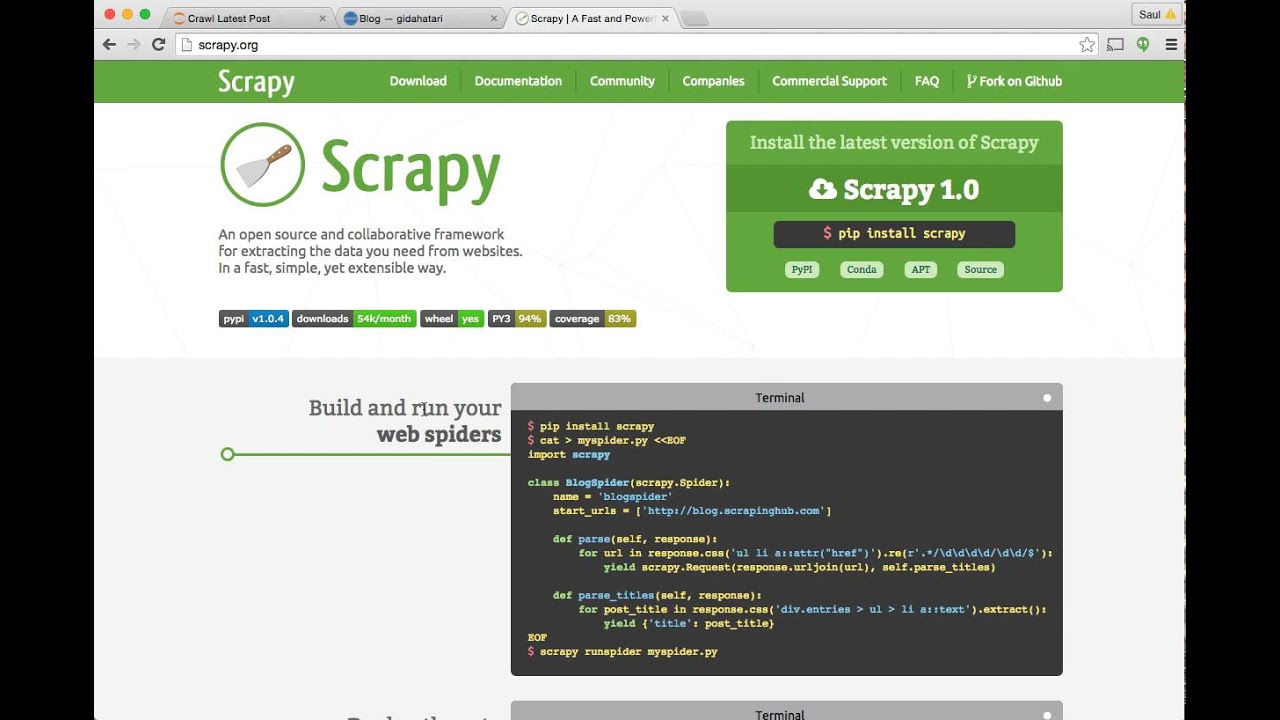 Crawl Latest Post
Blog — gidahatari
Scrapy | A Fast and Powerf
Saul
scrapy.org
Scrapy
Download
Documentation
Community
Companies
Commercial Support
FAQ
Fork on Github
Scrapy
An open source and collaborative framework
for extracting the data you need from websites.
In a fast, simple, yet extensible way.
pypi v1.0.4 downloads 54k/month wheel yes PY3 94% coverage 83%
Install the latest version of Scrapy
Scrapy 1.0
$ pip install scrapy
PyPI Conda APT Source
Build and run your
web spiders
Terminal
$ pip install scrapy
$ cat > myspider.py <<EOF
import scrapy
class BlogSpider(scrapy.Spider):
    name = 'blogspider'
    start_urls = ['http://blog.scrapinghub.com']
    def parse(self, response):
        for url in response.css('ul li a::attr("href")').re(r'.*/\d\d\d\d/\d\d/$'):
            yield scrapy.Request(response.urljoin(url), self.parse_titles)
    def parse_titles(self, response):
        for post_title in response.css('div.entries > ul > li a::text').extract():
            yield {'title': post_title}
EOF
$ scrapy runspider myspider.py
Terminal